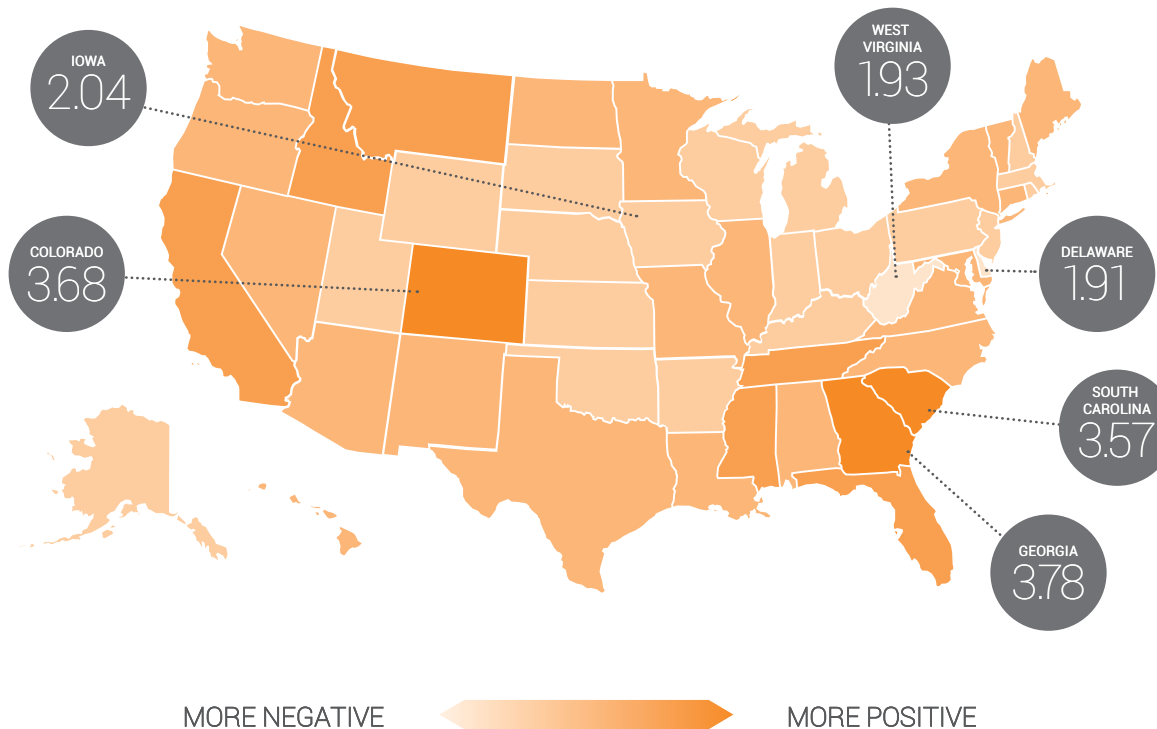 IOWA
2.04
WEST
VIRGINIA
1.93
COLORADO
3.68
DELAWARE
1.91
SOUTH
CAROLINA
3.57
GEORGIA
3.78
MORE NEGATIVE
MORE POSITIVE